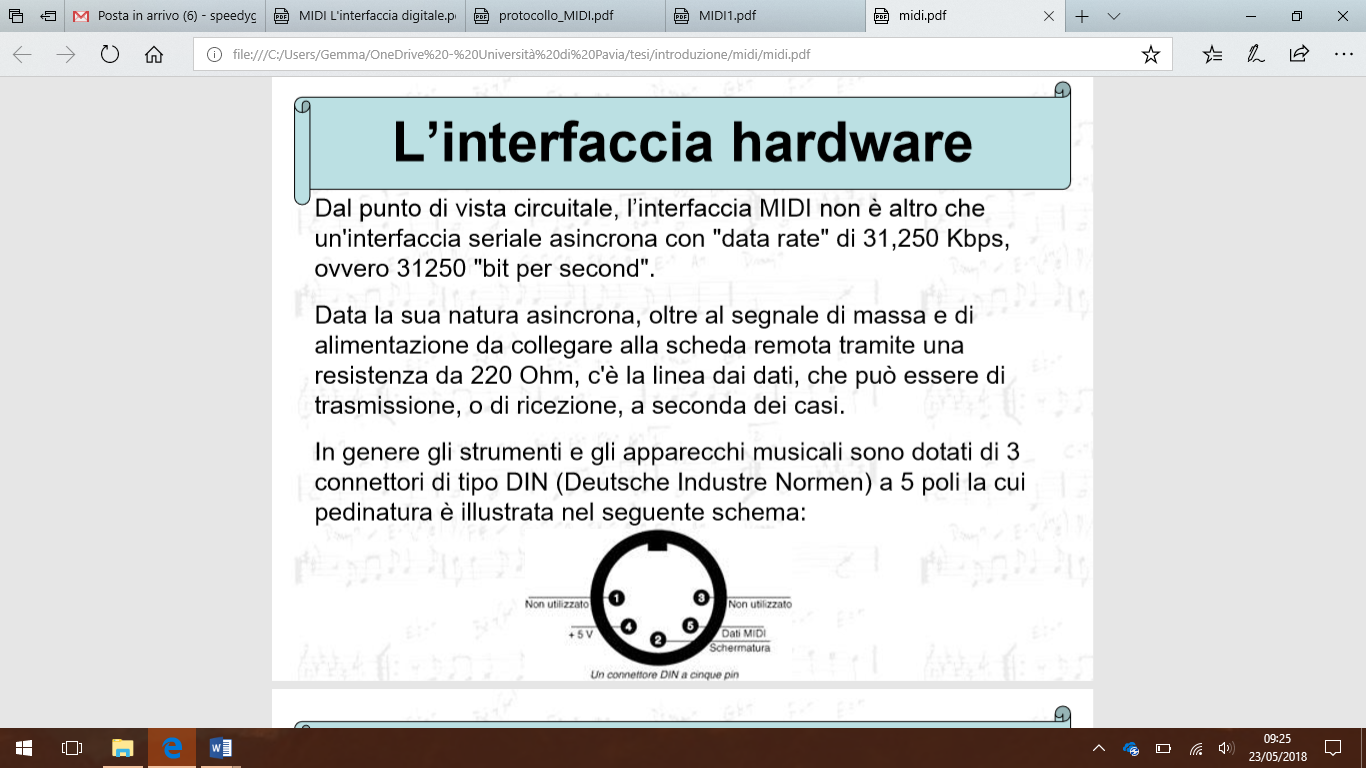 Posta in arrivo (6) - speedyg
MIDI L'interfaccia digitale.p
protocollo_MIDI.pdf
MIDI1.pdf
midi.pdf
file:///C:/Users/Gemma/OneDrive%20-%20Università%20di%20Pavia/tesi/introduzione/midi/midi.pdf
L’interfaccia hardware
Dal punto di vista circuitale, l’interfaccia MIDI non è altro che
un'interfaccia seriale asincrona con "data rate" di 31,250 Kbps,
ovvero 31250 "bit per second".
Data la sua natura asincrona, oltre al segnale di massa e di
alimentazione da collegare alla scheda remota tramite una
resistenza da 220 Ohm, c'è la linea dai dati, che può essere di
trasmissione, o di ricezione, a seconda dei casi.
In genere gli strumenti e gli apparecchi musicali sono dotati di 3
connettori di tipo DIN (Deutsche Industre Normen) a 5 poli la cui
pedinatura è illustrata nel seguente schema:
1 3
Non utilizzato Non utilizzato
4 5
+ 5 V 2 Dati MIDI
Schermatura
Un connettore DIN a cinque pin
09:25
23/05/2018